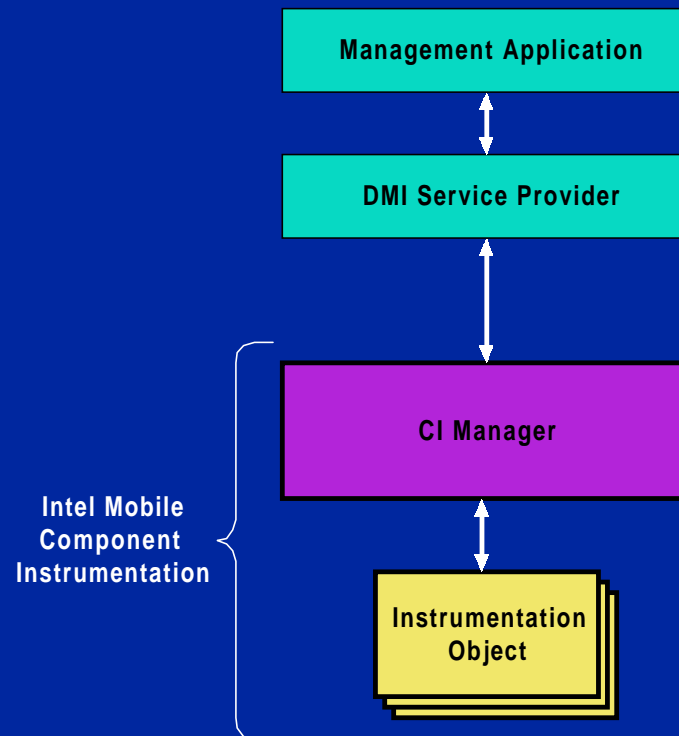 Management Application
DMI Service Provider
CI Manager
Intel Mobile
Component
Instrumentation
Instrumentation
Object